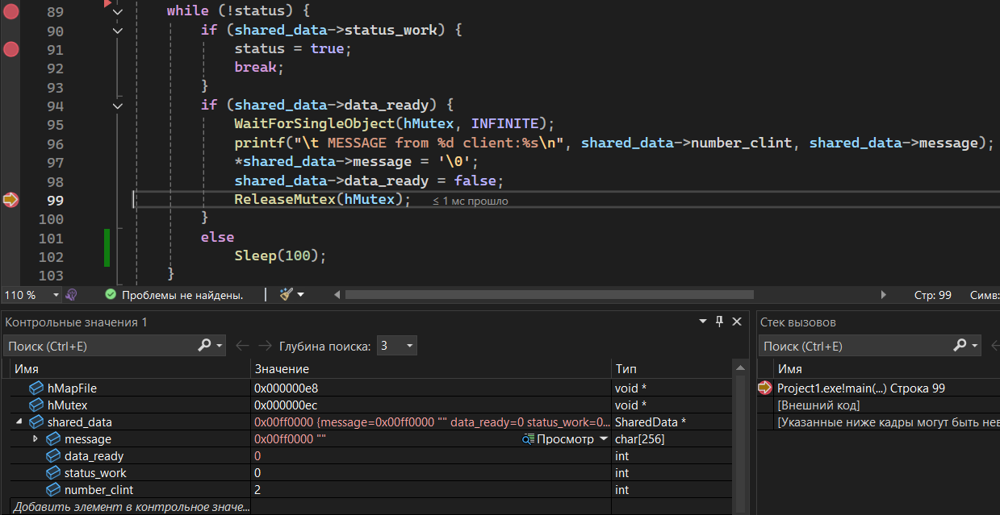 89 while (!status) {
90 if (shared_data->status_work) {
91 status = true;
92 break;
93 }
94 if (shared_data->data_ready) {
95 WaitForSingleObject(hMutex, INFINITE);
96 printf("\t MESSAGE from %d client:%s\n", shared_data->number_clint, shared_data->message);
97 *shared_data->message = '\0';
98 shared_data->data_ready = false;
99 ReleaseMutex(hMutex); ≤ 1 мс прошло
100 }
101 else
102 Sleep(100);
103 }
110 % Проблемы не найдены. Стр: 99 Симв:
Контрольные значения 1
Поиск (Ctrl+E) Глубина поиска: 3
Имя Значение Тип
hMapFile 0x000000e8 void *
hMutex 0x000000ec void *
shared_data 0x00ff0000 {message=0x00ff0000 "" data_ready=0 status_work=0... SharedData *
message 0x00ff0000 "" Просмотр char[256]
data_ready 0 int
status_work 0 int
number_clint 2 int
Добавить элемент в контрольное значе...
Стек вызовов
Поиск (Ctrl+E)
Имя
Project1.exe!main(...) Строка 99
[Внешний код]
[Указанные ниже кадры могут быть нев